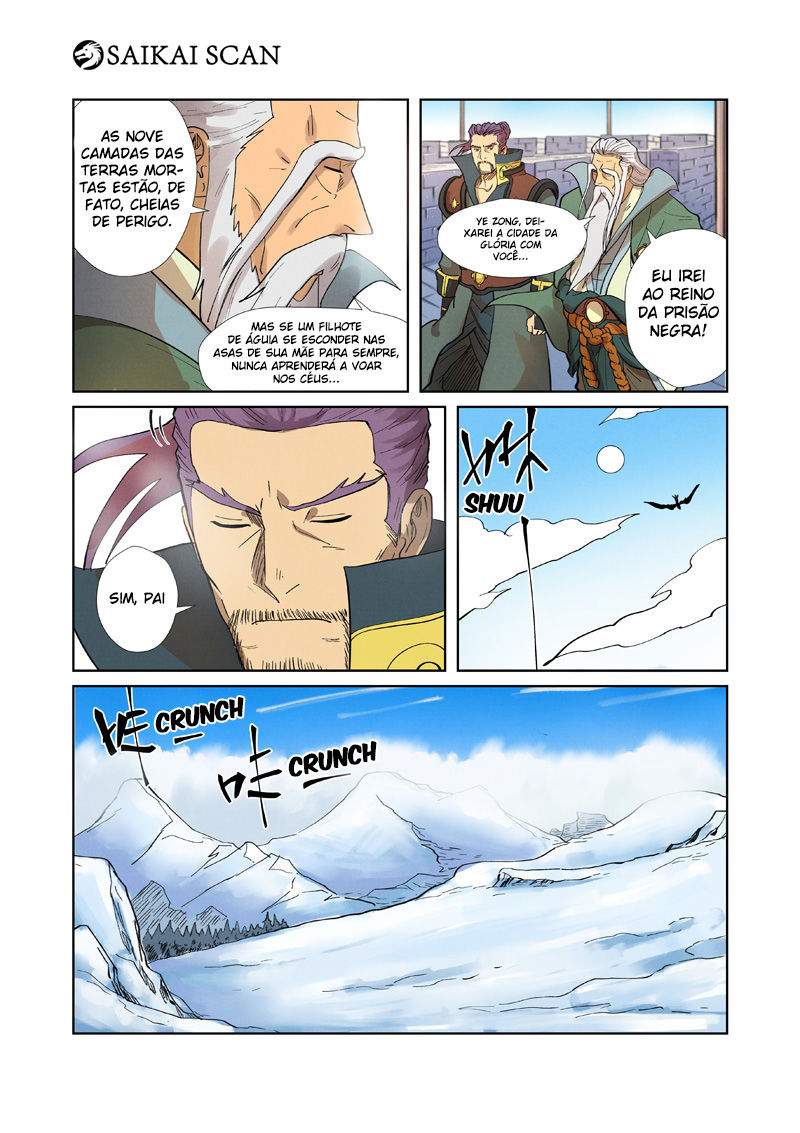 SAIKAI SCAN
AS NOVE
CAMADAS DAS
TERRAS MOR-
TAS ESTÃO, DE
FATO, CHEIAS
DE PERIGO.
MAS SE UM FILHOTE
DE ÁGUIA SE ESCONDER NAS
ASAS DE SUA MÃE PARA SEMPRE,
NUNCA APRENDERÁ A VOAR
NOS CÉUS...
YE ZONG, DEI-
XAREI A CIDADE DA
GLÓRIA COM
VOCÊ...
EU IREI
AO REINO
DA PRISÃO
NEGRA!
SIM, PAI
SHUU
CRUNCH
CRUNCH